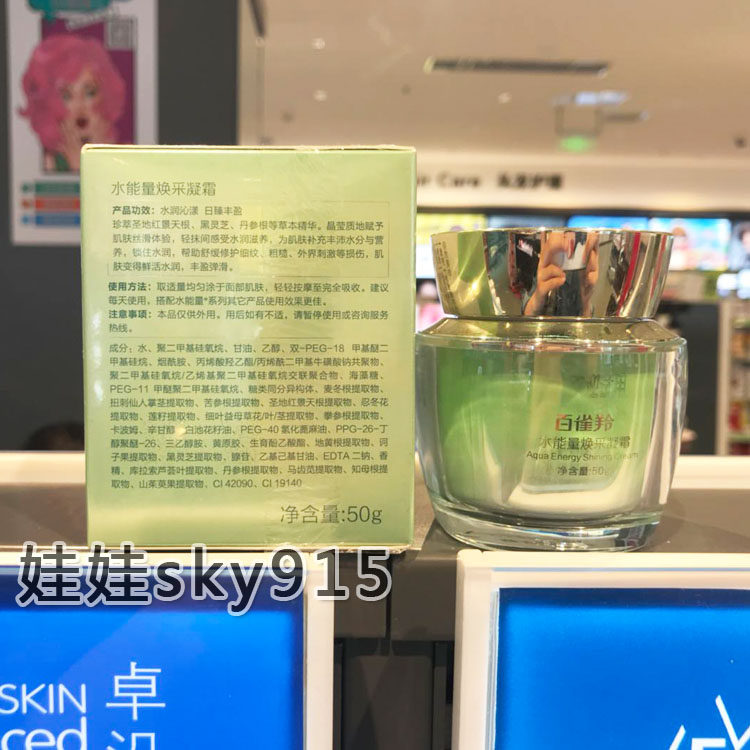 水能量焕采凝霜
产品功效：水润沁漾 日臻丰盈
珍萃圣地红景天根、黑灵芝、丹参根等草本精华。晶莹质地赋予
肌肤丝滑体验，轻抹间感受水润滋养，为肌肤补充丰沛水分与营
养，锁住水润，帮助舒缓修护细纹、粗糙、外界刺激等损伤，肌
肤变得鲜活水润，丰盈弹滑。
使用方法：取适量均匀涂于面部肌肤，轻轻按摩至完全吸收。建议
每天使用，搭配水能量*系列其它产品使用效果更佳。
注意事项：本品仅供外用。用后如有不适，请暂停使用或咨询服务
热线。
成分：水、聚二甲基硅氧烷、甘油、乙醇、双-PEG-18 甲基醚二
甲基硅烷、烟酰胺、丙烯酸羟乙酯/丙烯酰二甲基牛磺酸钠共聚物、
聚二甲基硅氧烷/乙烯基聚二甲基硅氧烷交联聚合物、海藻糖、
PEG-11 甲醚聚二甲基硅氧烷、糖类同分异构体、麦冬根提取物、
扭刺仙人掌茎提取物、苦参根提取物、圣地红景天根提取物、忍冬花
提取物、莲籽提取物、细叶益母草花/叶/茎提取物、拳参根提取物、
卡波姆、辛甘醇、白池花籽油、PEG-40 氢化蓖麻油、PPG-26-丁
醇聚醚-26、三乙醇胺、黄原胶、生育酚乙酸酯、地黄根提取物、诃
子果提取物、黑灵芝提取物、腺苷、乙基己基甘油、EDTA 二钠、香
精、库拉索芦荟叶提取物、丹参根提取物、马齿苋提取物、知母根提
取物、山茱萸果提取物、CI 42090、CI 19140
净含量:50g
百雀羚
水能量焕采凝霜
Aqua Energy Shining Cream
净含量:50g
娃娃sky915
SKIN
卓